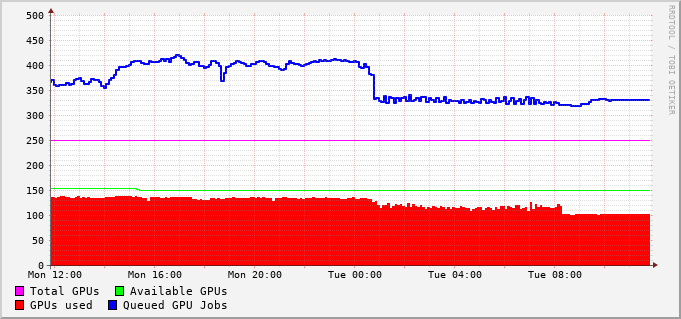 500
450
400
350
300
250
200
150
100
50
0
Mon 12:00 Mon 16:00 Mon 20:00 Tue 00:00 Tue 04:00 Tue 08:00
Total GPUs Available GPUs
GPUs used Queued GPU Jobs
RRDTOOL / TOBI OETIKER